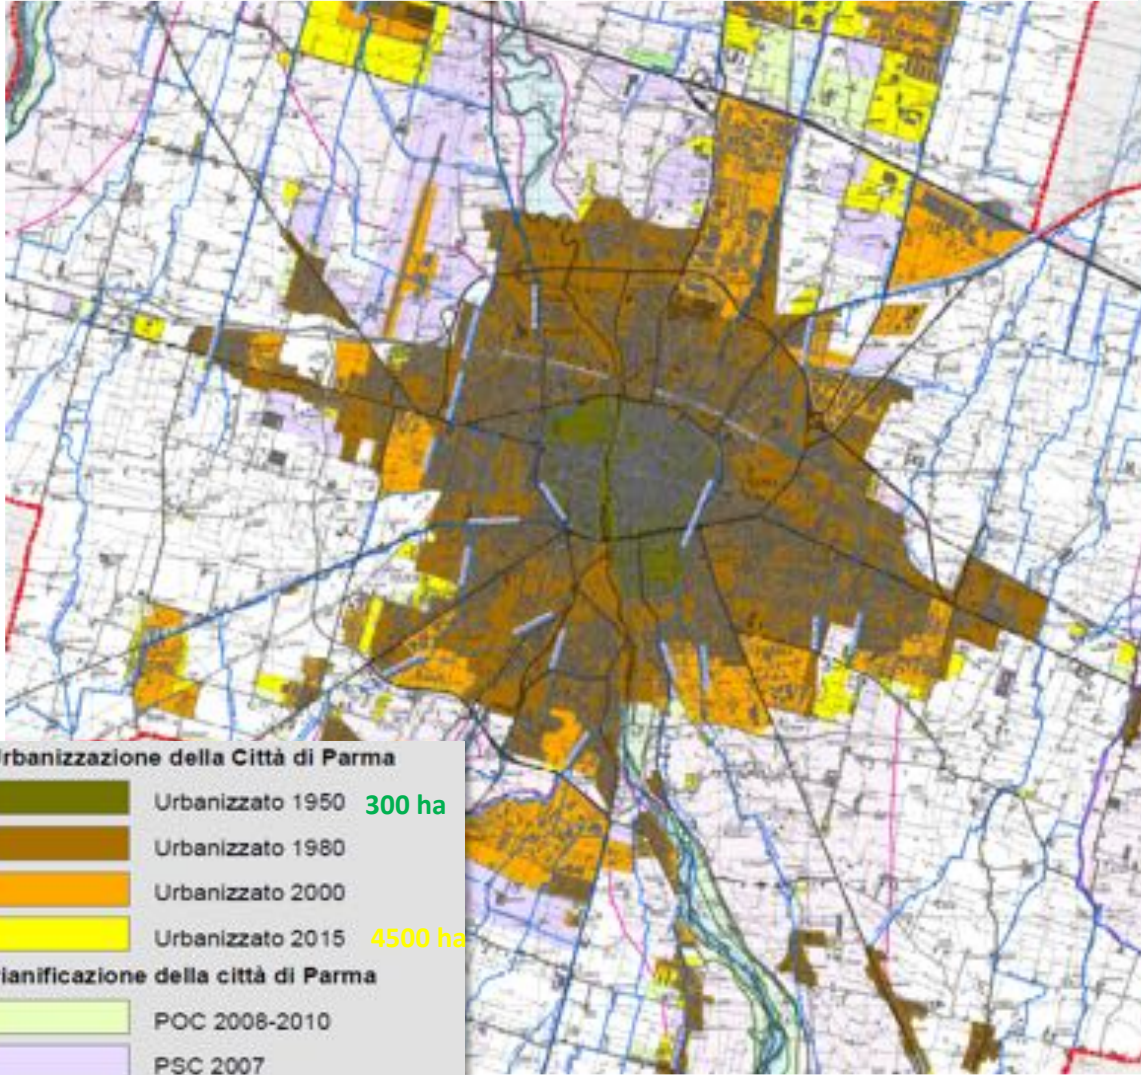 rbanizzazione della Città di Parma
Urbanizzato 1950 300 ha
Urbanizzato 1980
Urbanizzato 2000
Urbanizzato 2015 4500 ha
ianificazione della città di Parma
POC 2008-2010
PSC 2007